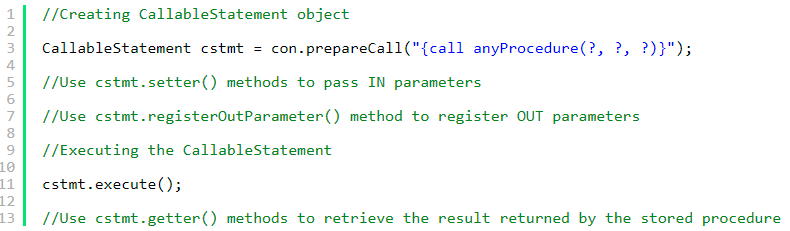 1 //Creating CallableStatement object
2
3 CallableStatement cstmt = con.prepareCall("{call anyProcedure(?, ?, ?)}");
4
5 //Use cstmt.setter() methods to pass IN parameters
6
7 //Use cstmt.registerOutParameter() method to register OUT parameters
8
9 //Executing the CallableStatement
10
11 cstmt.execute();
12
13 //Use cstmt.getter() methods to retrieve the result returned by the stored procedure